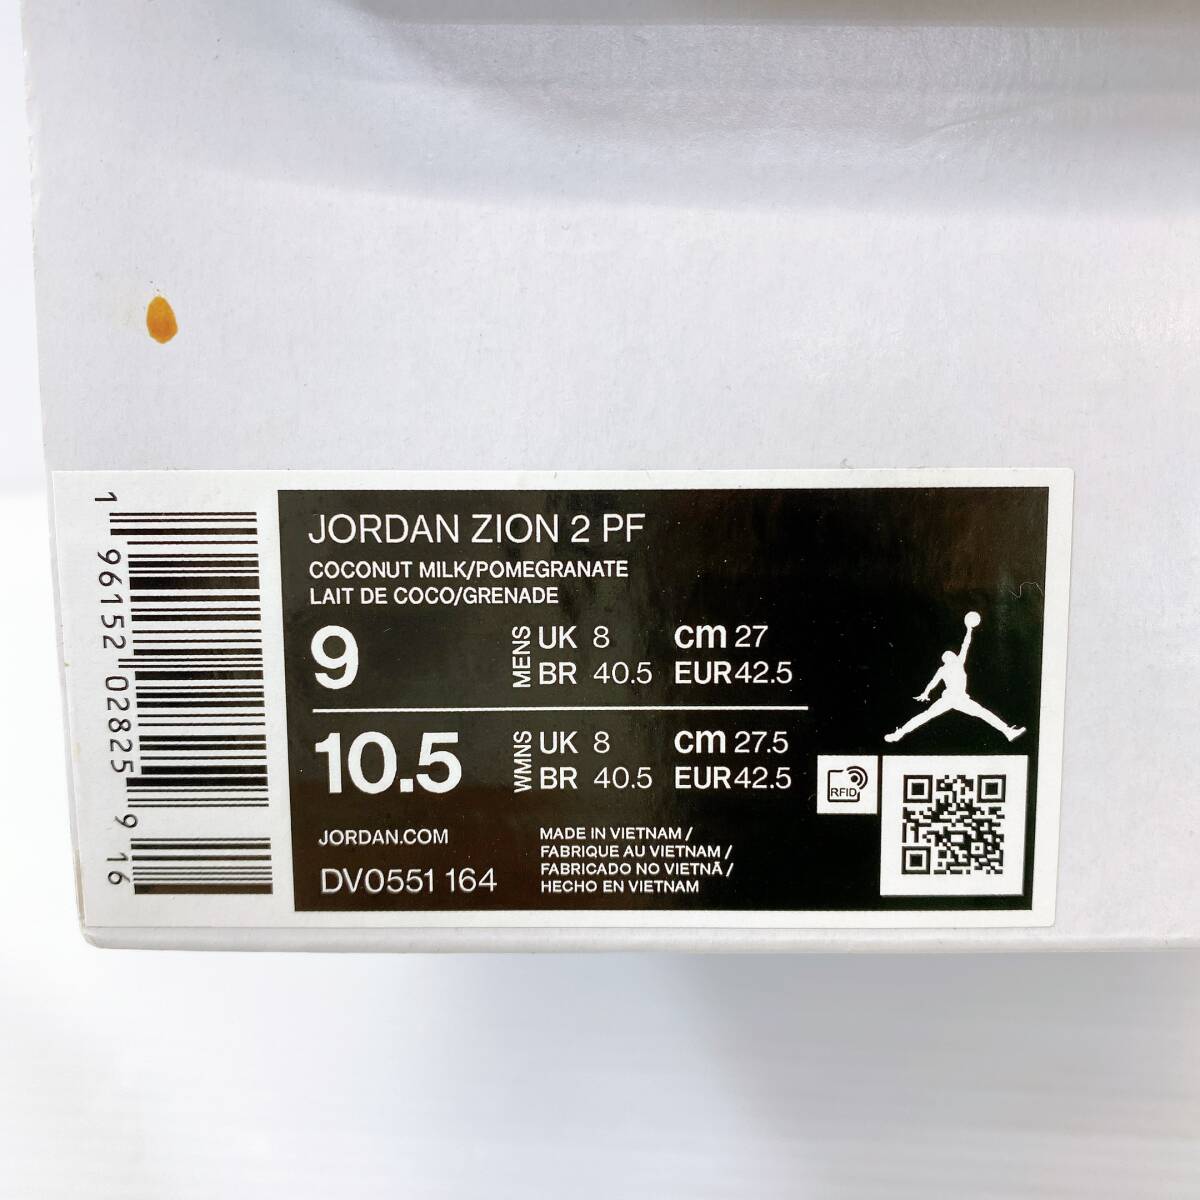 JORDAN ZION 2 PF
COCONUT MILK/POMEGRANATE
LAIT DE COCO/GRENADE
9 MENS UK 8 cm 27
BR 40.5 EUR 42.5
10.5 WMNS UK 8 cm 27.5
BR 40.5 EUR 42.5
JORDAN.COM
DV0551 164
MADE IN VIETNAM /
FABRIQUE AU VIETNAM /
FABRICADO NO VIETNÃ /
HECHO EN VIETNAM
RFID
1 96152 02825 9 16